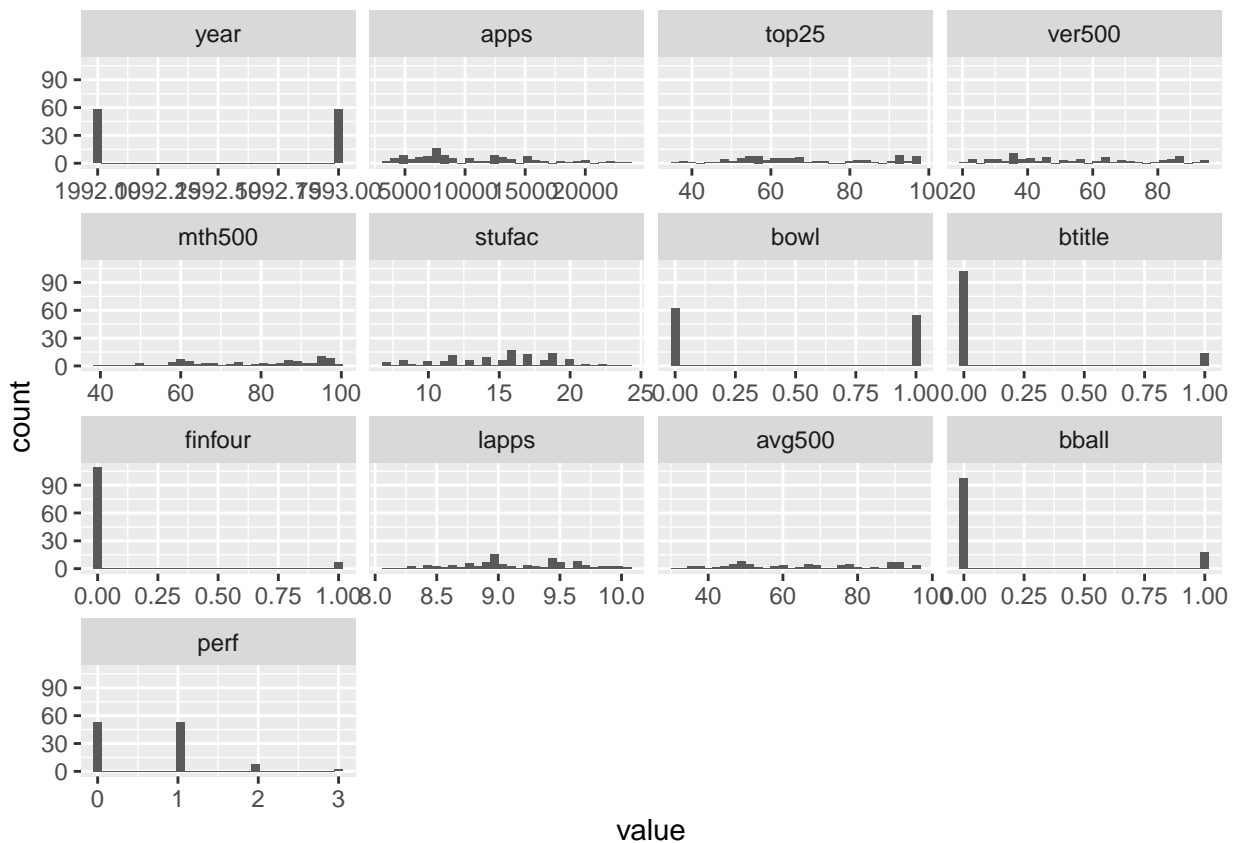 year apps top25 ver500
90
60
30
0
1992.00 1992.25 1992.50 1992.75 1993.00 5000 10000 15000 20000 40 60 80 100 20 40 60 80
mth500 stufac bowl btitle
90
60
30
0
40 60 80 100 10 15 20 25 0.00 0.25 0.50 0.75 1.00 0.00 0.25 0.50 0.75 1.00
count
finfour lapps avg500 bball
90
60
30
0
0.00 0.25 0.50 0.75 1.00 8.0 8.5 9.0 9.5 10.0 40 60 80 100 0.00 0.25 0.50 0.75 1.00
perf
90
60
30
0
0 1 2 3
value